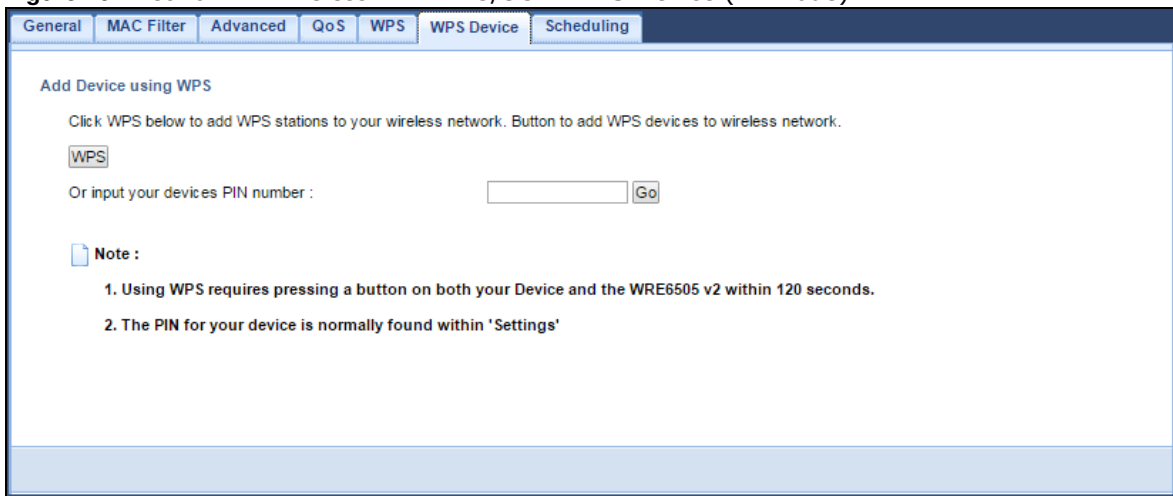 General MAC Filter Advanced QoS WPS WPS Device Scheduling
Add Device using WPS
Click WPS below to add WPS stations to your wireless network. Button to add WPS devices to wireless network.
WPS
Or input your devices PIN number :
Go
Note :
1. Using WPS requires pressing a button on both your Device and the WRE6505 v2 within 120 seconds.
2. The PIN for your device is normally found within 'Settings'